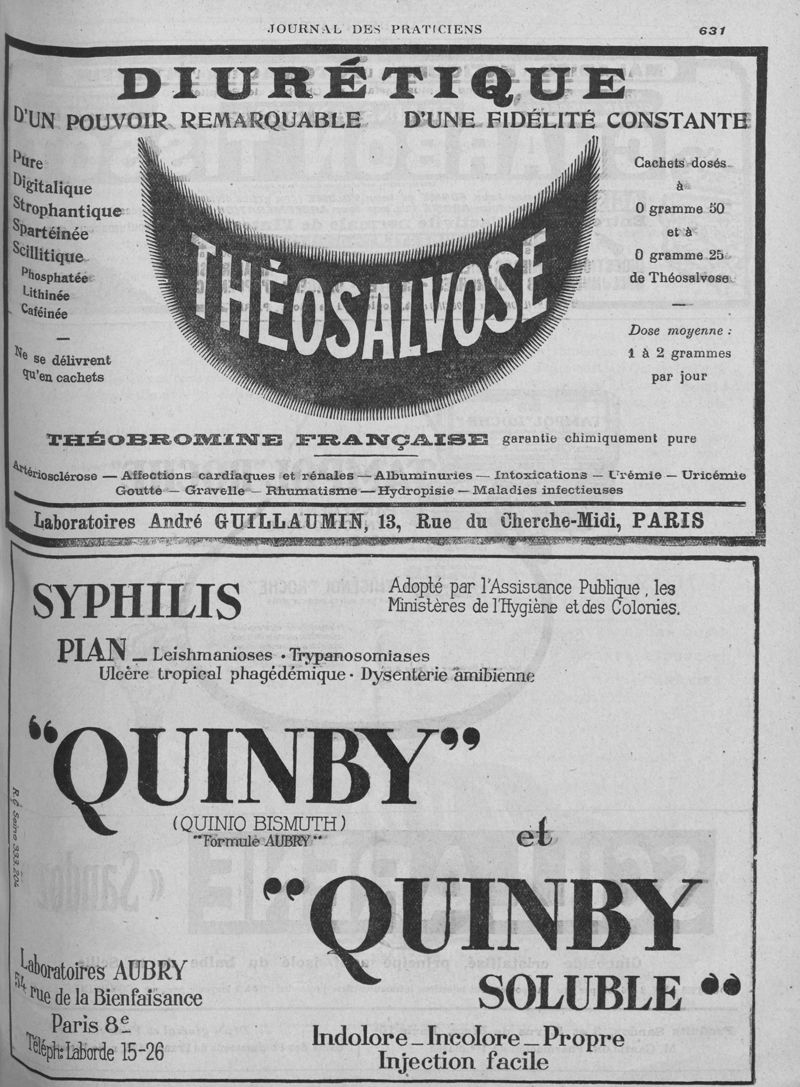 JOURNAL DES PRATICIENS 631
DIURÉTIQUE
D'UN POUVOIR REMARQUABLE D'UNE FIDÉLITÉ CONSTANTE
Pure
Digitalique
Strophantique
Spartéinée
Scillitique
Phosphatée
Lithinée
Caféinée
—
Ne se délivrent
qu'en cachets
THÉOSALVOSE
Cachets dosés
à
0 gramme 50
et à
0 gramme 25
de Théosalvose
—
Dose moyenne :
1 à 2 grammes
par jour
THÉOBROMINE FRANÇAISE garantie chimiquement pure
Artériosclérose — Affections cardiaques et rénales — Albuminuries — Intoxications — Urémie — Uricémie
Goutte — Gravelle — Rhumatisme — Hydropisie — Maladies infectieuses
Laboratoires André GUILLAUMIN, 13, Rue du Cherche-Midi, PARIS
SYPHILIS
Adopté par l'Assistance Publique, les
Ministères de l'Hygiène et des Colonies.
PIAN — Leishmanioses · Trypanosomiases
Ulcère tropical phagédémique · Dysenterie amibienne
"QUINBY"
(QUINIO BISMUTH)
"Formule AUBRY"
et
"QUINBY
SOLUBLE"
Laboratoires AUBRY
54 rue de la Bienfaisance
Paris 8e
Téléph: Laborde 15-26
Indolore — Incolore — Propre
Injection facile
R.C. Seine 333.204